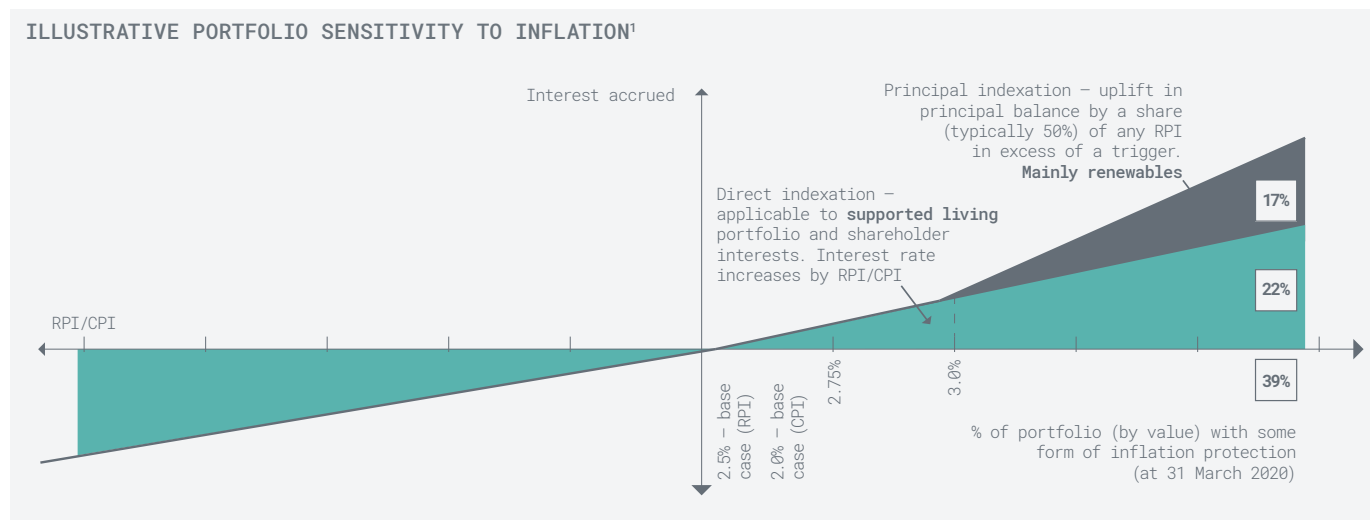 ILLUSTRATIVE PORTFOLIO SENSITIVITY TO INFLATION¹
Interest accrued
Principal indexation – uplift in
principal balance by a share
(typically 50%) of any RPI
in excess of a trigger.
Mainly renewables
Direct indexation –
applicable to supported living
portfolio and shareholder
interests. Interest rate
increases by RPI/CPI
17%
22%
RPI/CPI
2.5% – base
case (RPI)
2.0% – base
case (CPI)
2.75%
3.0%
39%
% of portfolio (by value) with some
form of inflation protection
(at 31 March 2020)